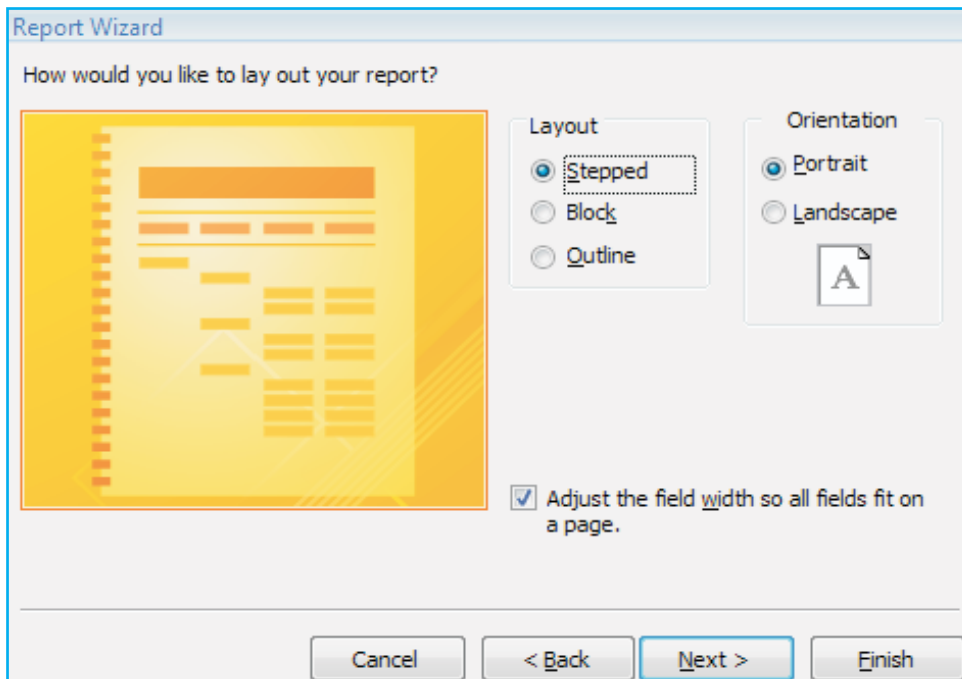 Report Wizard
How would you like to lay out your report?
Layout
Stepped
Block
Outline
Orientation
Portrait
Landscape
A
Adjust the field width so all fields fit on
a page.
Cancel
< Back
Next >
Finish